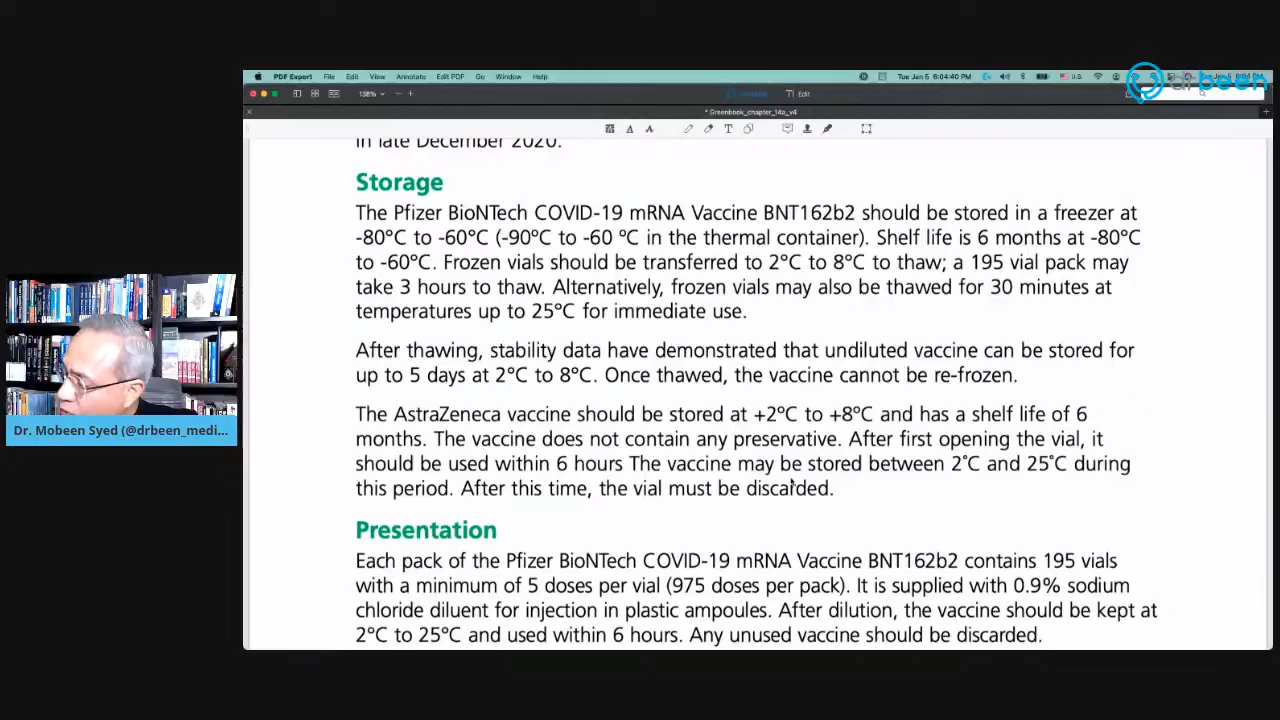 PDF Expert File Edit View Annotate Edit PDF Go Window Help
Tue Jan 5 6:04:40 PM
U.S.
dr been
138%
Edit
* Greenbook_chapter_14a_v4
in late December 2020.
Storage
The Pfizer BioNTech COVID-19 mRNA Vaccine BNT162b2 should be stored in a freezer at
-80°C to -60°C (-90°C to -60 °C in the thermal container). Shelf life is 6 months at -80°C
to -60°C. Frozen vials should be transferred to 2°C to 8°C to thaw; a 195 vial pack may
take 3 hours to thaw. Alternatively, frozen vials may also be thawed for 30 minutes at
temperatures up to 25°C for immediate use.
After thawing, stability data have demonstrated that undiluted vaccine can be stored for
up to 5 days at 2°C to 8°C. Once thawed, the vaccine cannot be re-frozen.
The AstraZeneca vaccine should be stored at +2°C to +8°C and has a shelf life of 6
months. The vaccine does not contain any preservative. After first opening the vial, it
should be used within 6 hours The vaccine may be stored between 2°C and 25°C during
this period. After this time, the vial must be discarded.
Presentation
Each pack of the Pfizer BioNTech COVID-19 mRNA Vaccine BNT162b2 contains 195 vials
with a minimum of 5 doses per vial (975 doses per pack). It is supplied with 0.9% sodium
chloride diluent for injection in plastic ampoules. After dilution, the vaccine should be kept at
2°C to 25°C and used within 6 hours. Any unused vaccine should be discarded.
Dr. Mobeen Syed (@drbeen_medi...